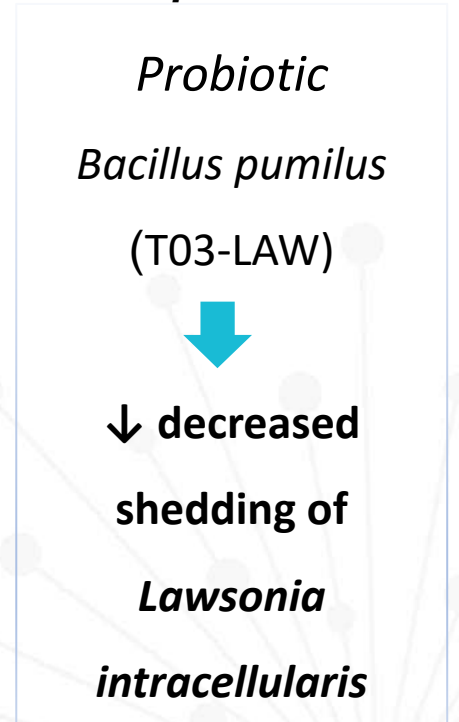 Probiotic
Bacillus pumilus
(T03-LAW)
↓ decreased
shedding of
Lawsonia
intracellularis